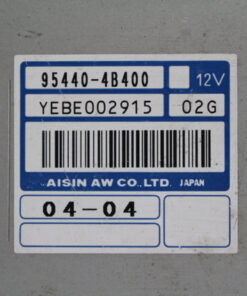 95440-4B400 12V
YEBE002915 02G
AISIN AW CO.,LTD. JAPAN
04-04